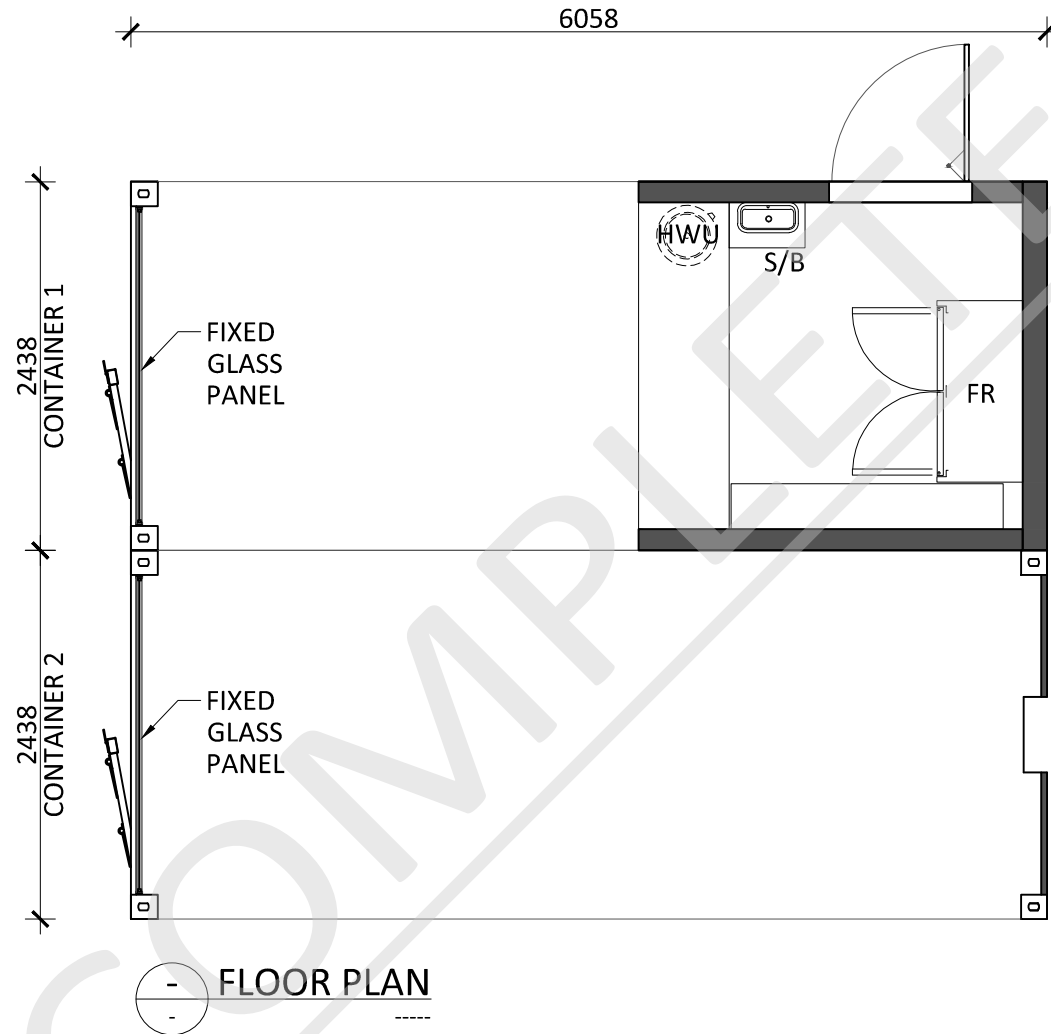 6058
HWU
S/B
2438
CONTAINER 1
FIXED
GLASS
PANEL
FR
2438
CONTAINER 2
FIXED
GLASS
PANEL
- FLOOR PLAN
- -----
COMPLETE